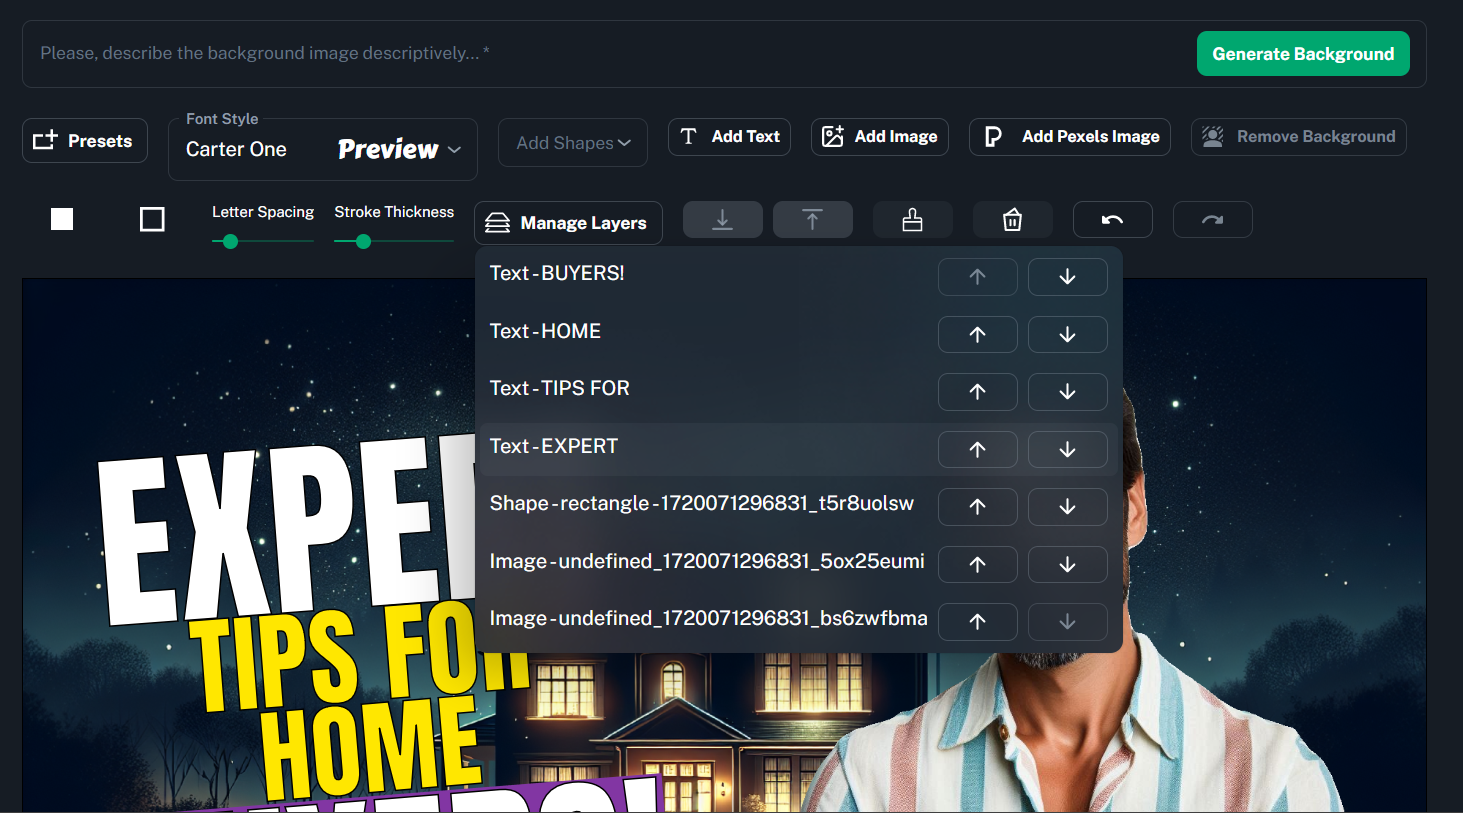 Please, describe the background image descriptively... *
Generate Background
Presets
Font Style
Carter One
Preview
Add Shapes
Add Text
Add Image
Add Pexels Image
Remove Background
Letter Spacing
Stroke Thickness
Manage Layers
Text - BUYERS!
Text - HOME
Text - TIPS FOR
Text - EXPERT
Shape - rectangle - 1720071296831_t5r8uolsw
Image - undefined_1720071296831_5ox25eumi
Image - undefined_1720071296831_bs6zwfbma
EXPE
TIPS FOR
HOME